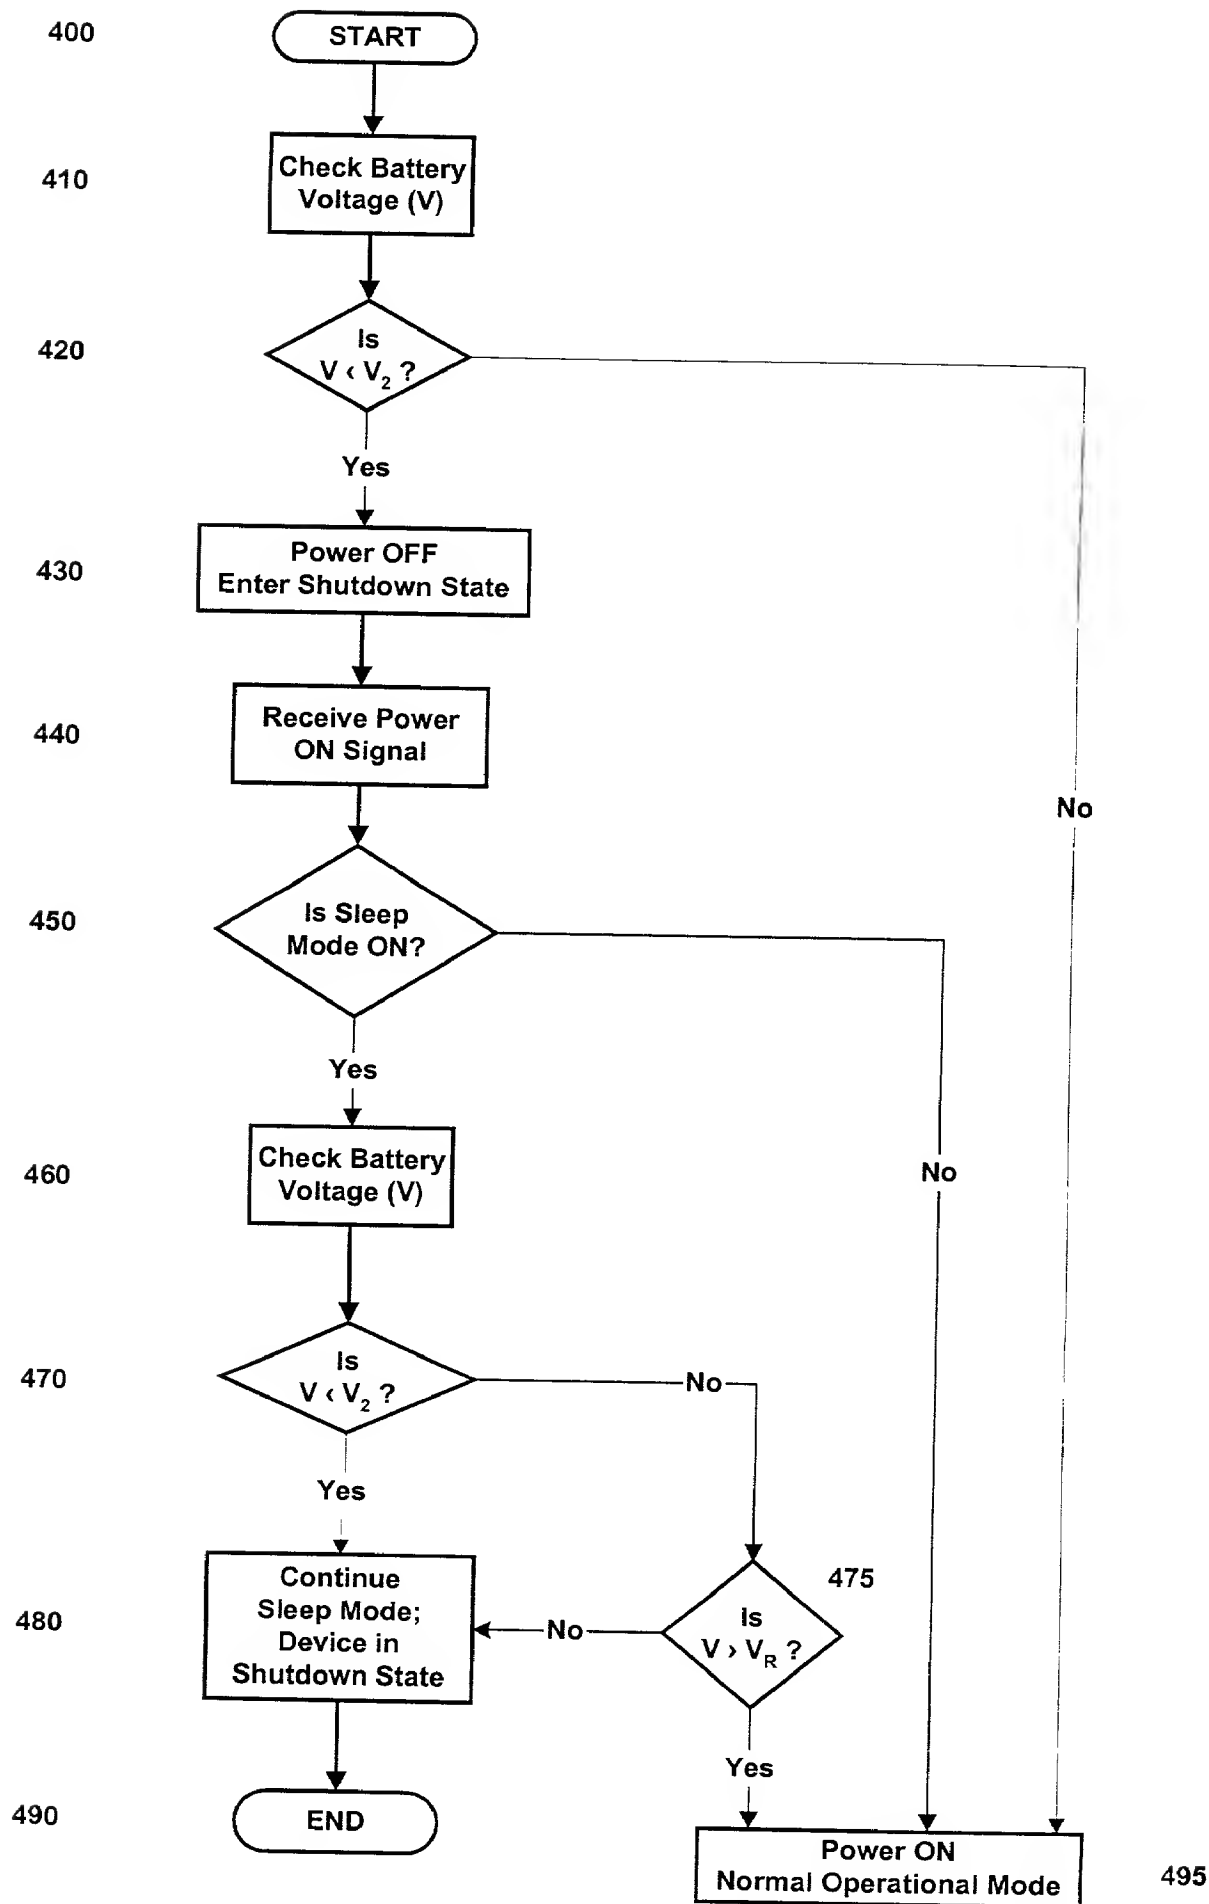 400
START
410
Check Battery
Voltage (V)
420
Is
V < V2 ?
Yes
No
430
Power OFF
Enter Shutdown State
440
Receive Power
ON Signal
450
Is Sleep
Mode ON?
Yes
No
460
Check Battery
Voltage (V)
470
Is
V < V2 ?
No
Yes
475
Is
V > VR ?
No
Yes
480
Continue
Sleep Mode;
Device in
Shutdown State
490
END
Power ON
Normal Operational Mode
495